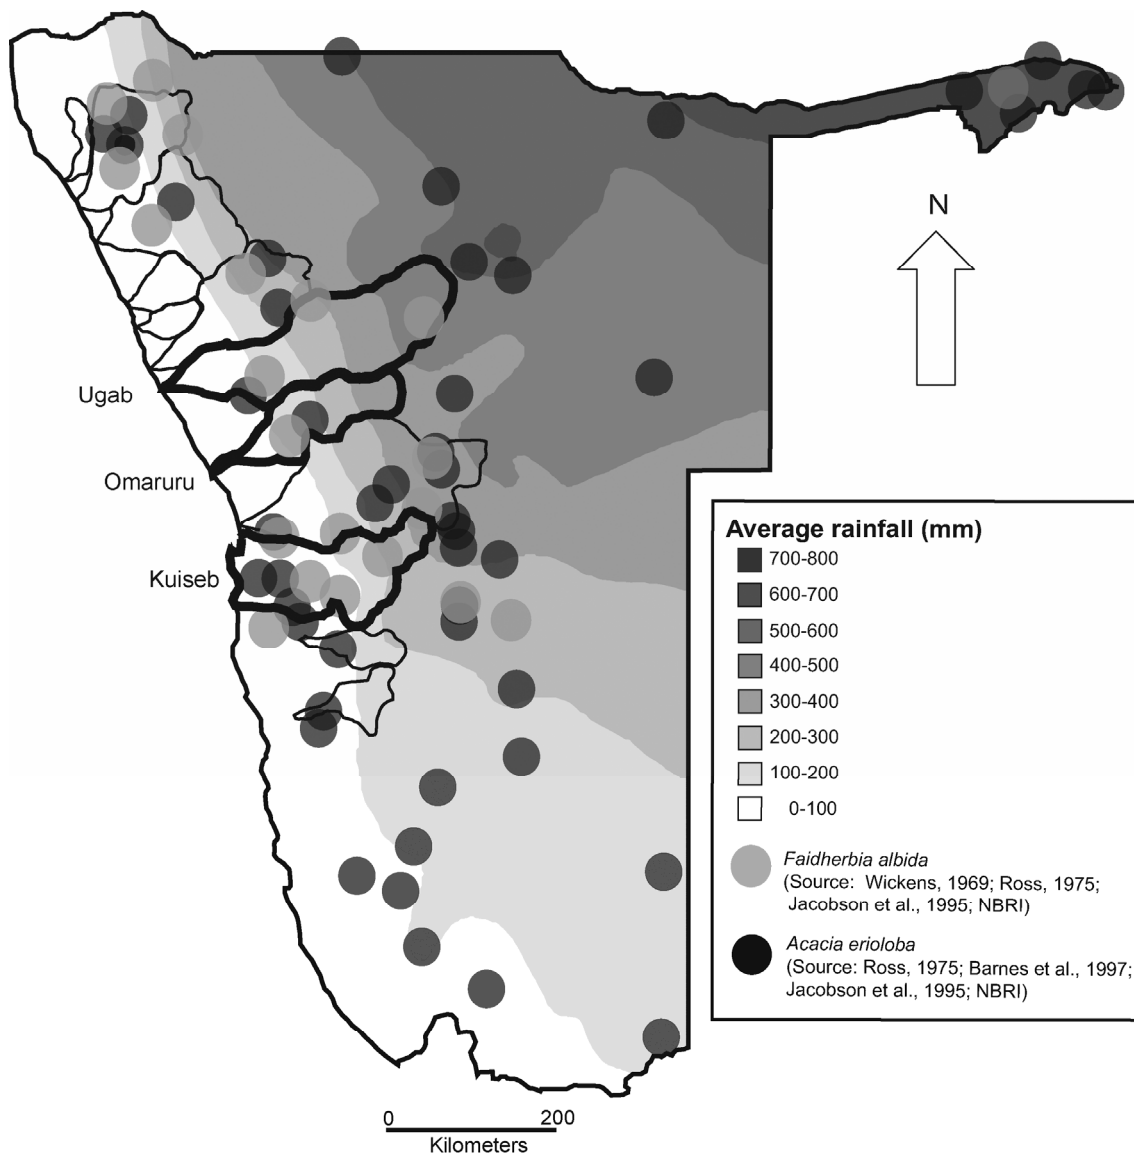 N
Ugab
Omaruru
Kuiseb
Average rainfall (mm)
700-800
600-700
500-600
400-500
300-400
200-300
100-200
0-100
Faidherbia albida
(Source: Wickens, 1969; Ross, 1975;
Jacobson et al., 1995; NBRI)
Acacia erioloba
(Source: Ross, 1975; Barnes et al., 1997;
Jacobson et al., 1995; NBRI)
0 200
Kilometers